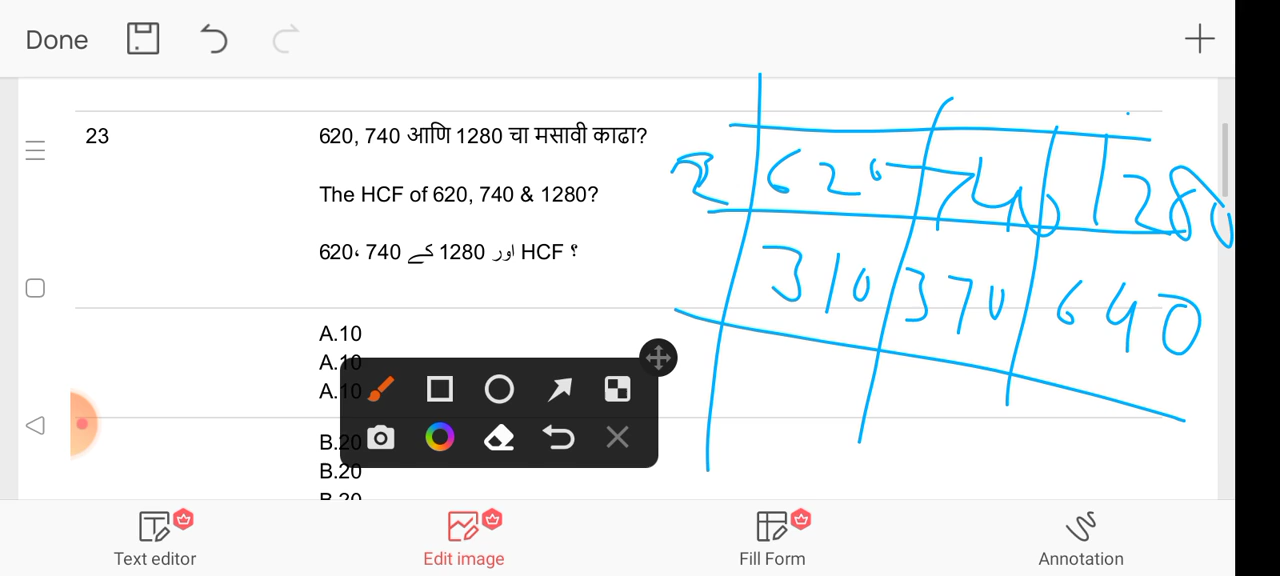 Done
23
620, 740 आणि 1280 चा मसावी काढा?
The HCF of 620, 740 & 1280?
620، 740 اور 1280 کے HCF ؟
2 620 740 1280
310 370 640
A.10
A.10
A.10
B.20
B.20
B.20
Text editor
Edit image
Fill Form
Annotation